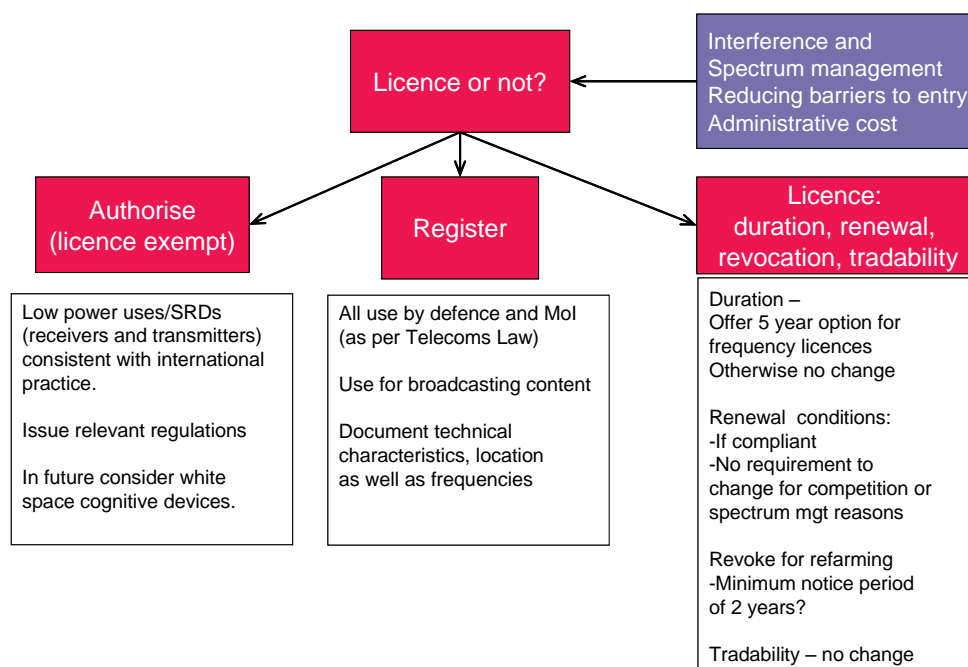 Licence or not?
Interference and
Spectrum management
Reducing barriers to entry
Administrative cost
Authorise
(licence exempt)
Register
Licence:
duration, renewal,
revocation, tradability
Low power uses/SRDs
(receivers and transmitters)
consistent with international
practice.
Issue relevant regulations
In future consider white
space cognitive devices.
All use by defence and MoI
(as per Telecoms Law)
Use for broadcasting content
Document technical
characteristics, location
as well as frequencies
Duration –
Offer 5 year option for
frequency licences
Otherwise no change
Renewal conditions:
-If compliant
-No requirement to
change for competition or
spectrum mgt reasons
Revoke for refarming
-Minimum notice period
of 2 years?
Tradability – no change